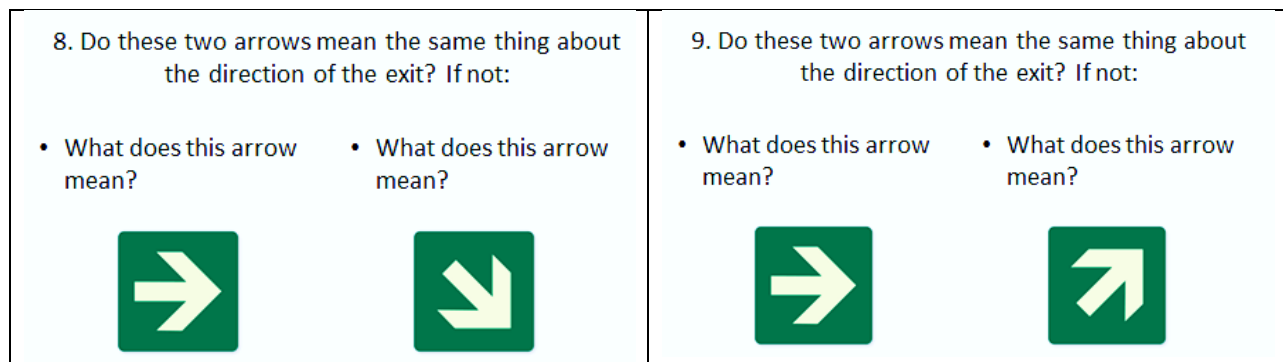 8. Do these two arrows mean the same thing about
the direction of the exit? If not:
• What does this arrow
mean?
• What does this arrow
mean?
9. Do these two arrows mean the same thing about
the direction of the exit? If not:
• What does this arrow
mean?
• What does this arrow
mean?